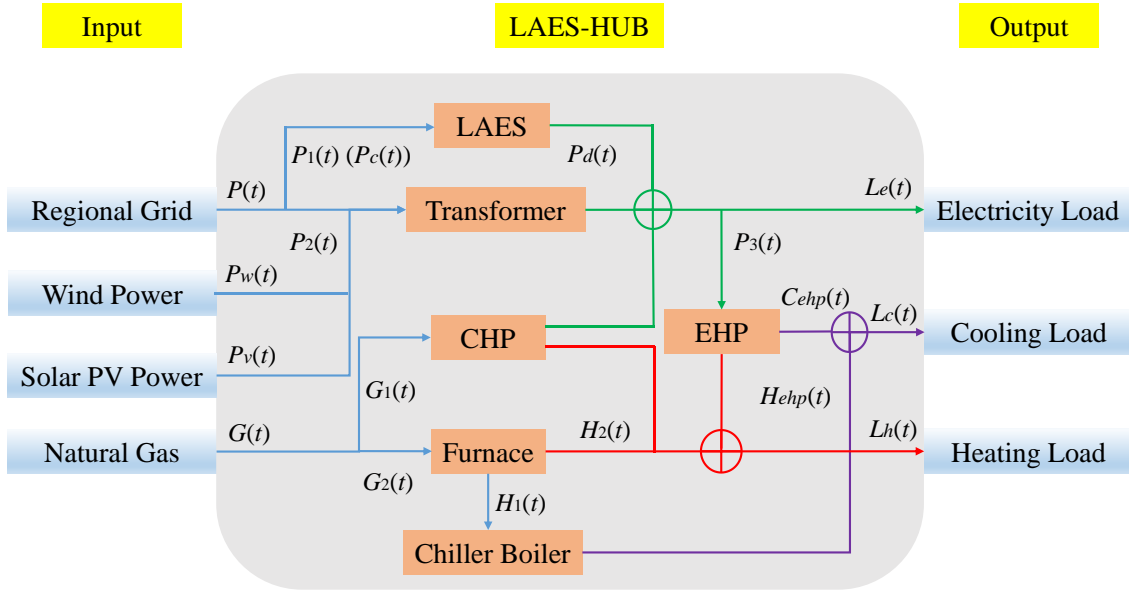 Input
LAES-HUB
Output
LAES
P1(t) (Pc(t))
Pd(t)
P(t)
Le(t)
Regional Grid
Transformer
Electricity Load
P2(t)
P3(t)
Pw(t)
Cehp(t)
Wind Power
Lc(t)
CHP
EHP
Cooling Load
Pv(t)
Solar PV Power
G1(t)
Hehp(t)
G(t)
H2(t)
Lh(t)
Natural Gas
Furnace
Heating Load
G2(t)
H1(t)
Chiller Boiler